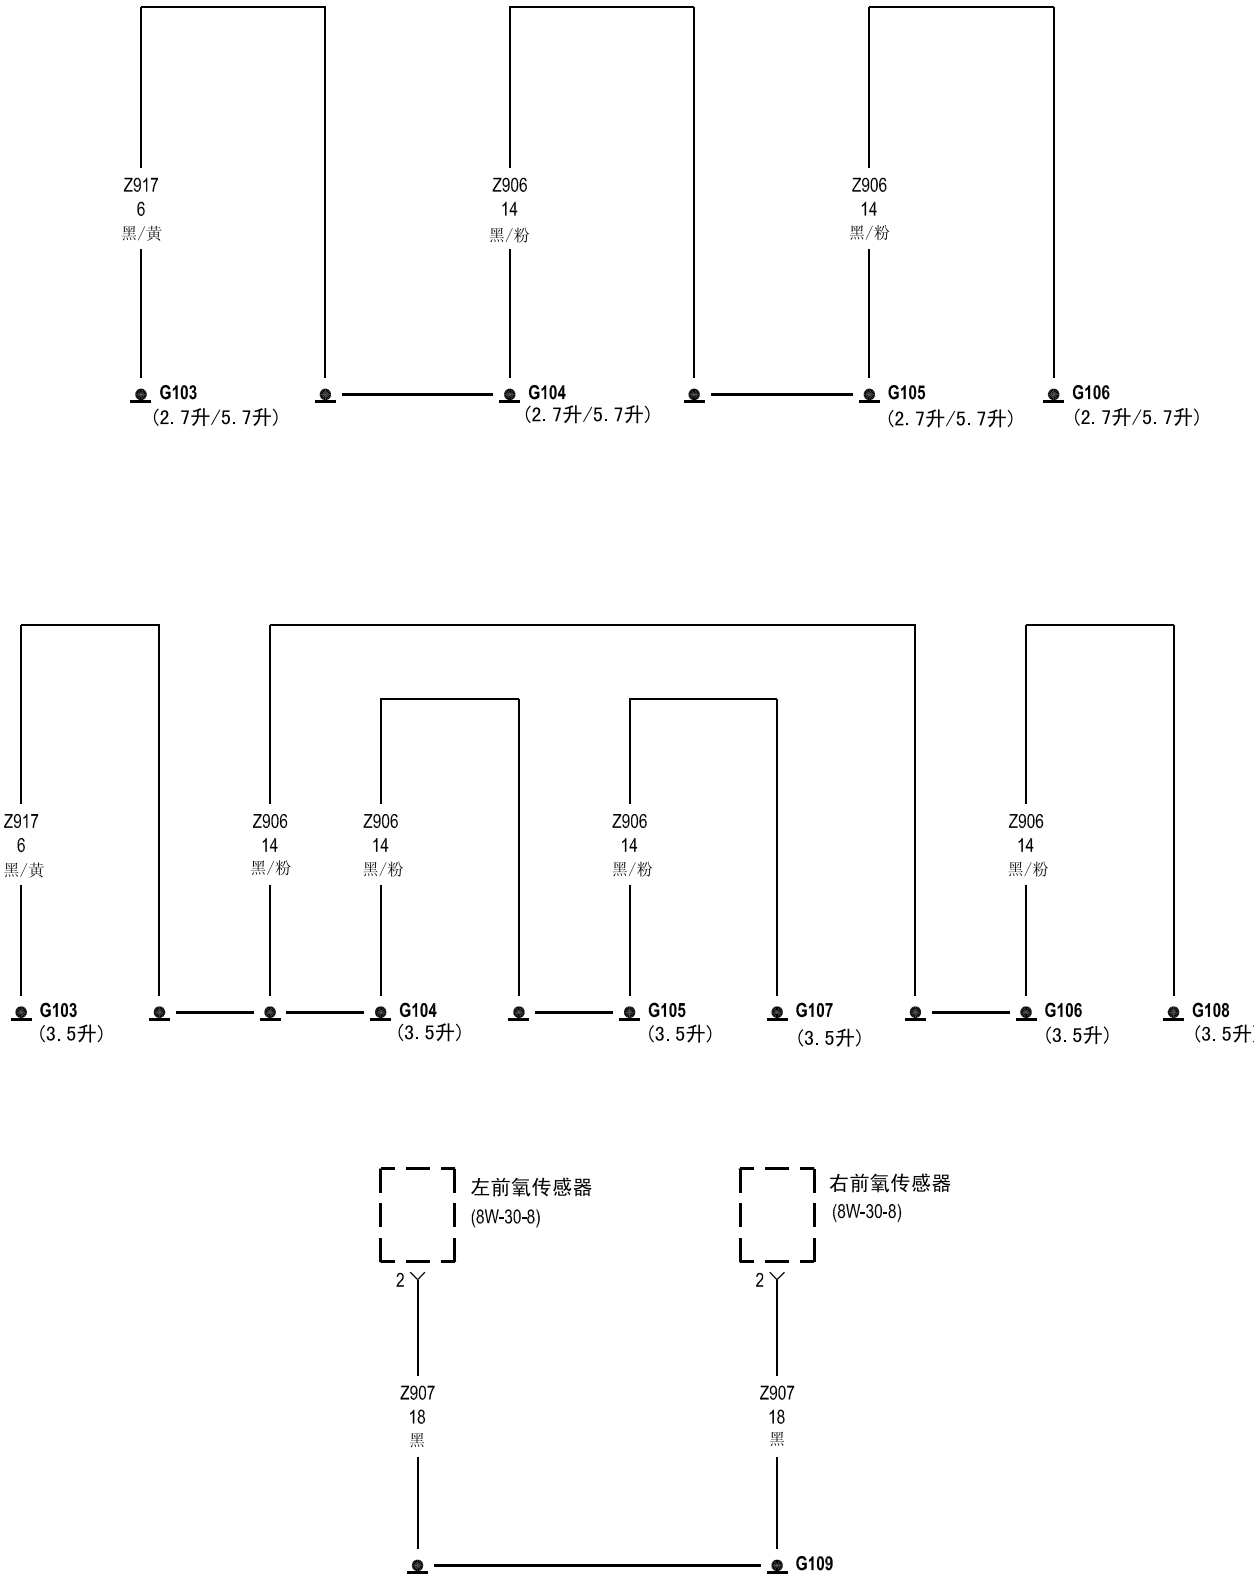 Z917
6
黑/黄
Z906
14
黑/粉
Z906
14
黑/粉
G103
(2.7升/5.7升)
G104
(2.7升/5.7升)
G105
(2.7升/5.7升)
G106
(2.7升/5.7升)
Z917
6
黑/黄
Z906
14
黑/粉
Z906
14
黑/粉
Z906
14
黑/粉
Z906
14
黑/粉
G103
(3.5升)
G104
(3.5升)
G105
(3.5升)
G107
(3.5升)
G106
(3.5升)
G108
(3.5升)
左前氧传感器
(8W-30-8)
2
右前氧传感器
(8W-30-8)
2
Z907
18
黑
Z907
18
黑
G109